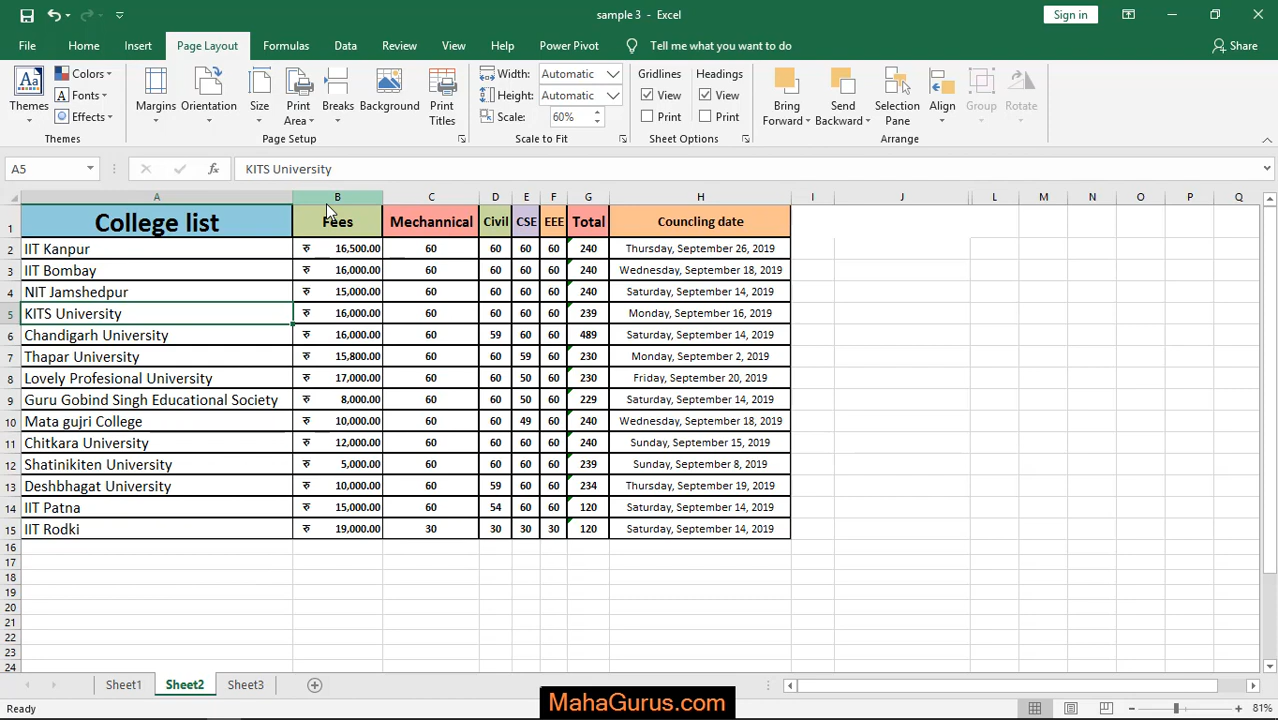 sample 3 - Excel
Sign in
File Home Insert Page Layout Formulas Data Review View Help Power Pivot Tell me what you want to do Share
Themes Colors Fonts Effects Margins Orientation Size Print Area Breaks Background Print Titles Width: Automatic Height: Automatic Scale: 60% Gridlines View Print Headings View Print Bring Forward Send Backward Selection Pane Align Group Rotate
Themes Page Setup Scale to Fit Sheet Options Arrange
A5 fx KITS University
A B C D E F G H I J L M N O P Q
1 College list Fees Mechannical Civil CSE EEE Total Councling date
2 IIT Kanpur रु 16,500.00 60 60 60 60 240 Thursday, September 26, 2019
3 IIT Bombay रु 16,000.00 60 60 60 60 240 Wednesday, September 18, 2019
4 NIT Jamshedpur रु 15,000.00 60 60 60 60 240 Saturday, September 14, 2019
5 KITS University रु 16,000.00 60 60 60 60 239 Monday, September 16, 2019
6 Chandigarh University रु 16,000.00 60 59 60 60 489 Saturday, September 14, 2019
7 Thapar University रु 15,800.00 60 60 59 60 230 Monday, September 2, 2019
8 Lovely Profesional University रु 17,000.00 60 60 50 60 230 Friday, September 20, 2019
9 Guru Gobind Singh Educational Society रु 8,000.00 60 60 50 60 229 Saturday, September 14, 2019
10 Mata gujri College रु 10,000.00 60 60 49 60 240 Wednesday, September 18, 2019
11 Chitkara University रु 12,000.00 60 60 60 60 240 Sunday, September 15, 2019
12 Shatinikiten University रु 5,000.00 60 60 60 60 239 Sunday, September 8, 2019
13 Deshbhagat University रु 10,000.00 60 59 60 60 234 Thursday, September 19, 2019
14 IIT Patna रु 15,000.00 60 54 60 60 120 Saturday, September 14, 2019
15 IIT Rodki रु 19,000.00 30 30 30 30 120 Saturday, September 14, 2019
16
17
18
19
20
21
22
23
24
Sheet1 Sheet2 Sheet3
Ready MahaGurus.com 81%